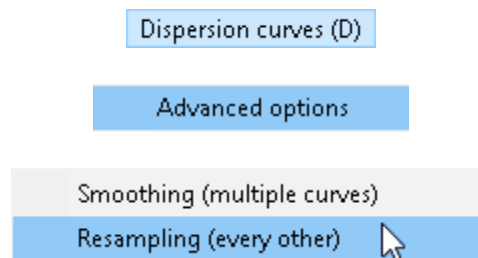 Dispersion curves (D)
Advanced options
Smoothing (multiple curves)
Resampling (every other)